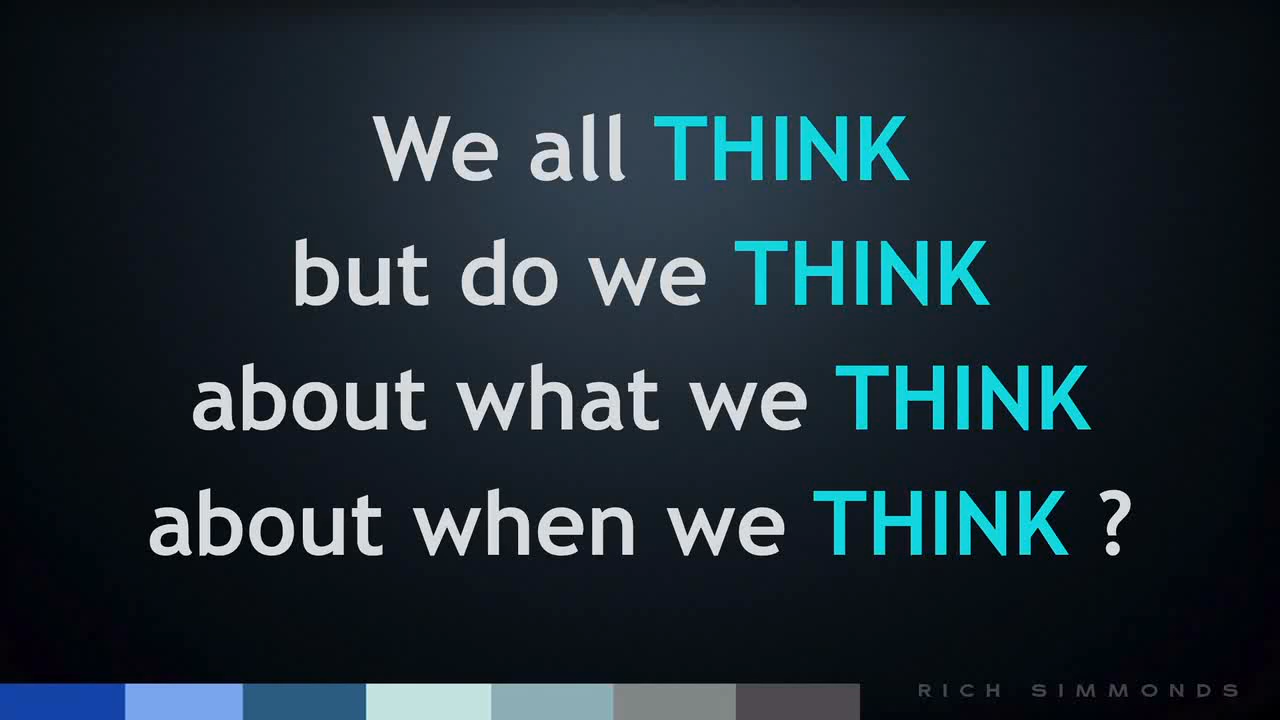 We all THINK
but do we THINK
about what we THINK
about when we THINK ?
RICH SIMMONDS